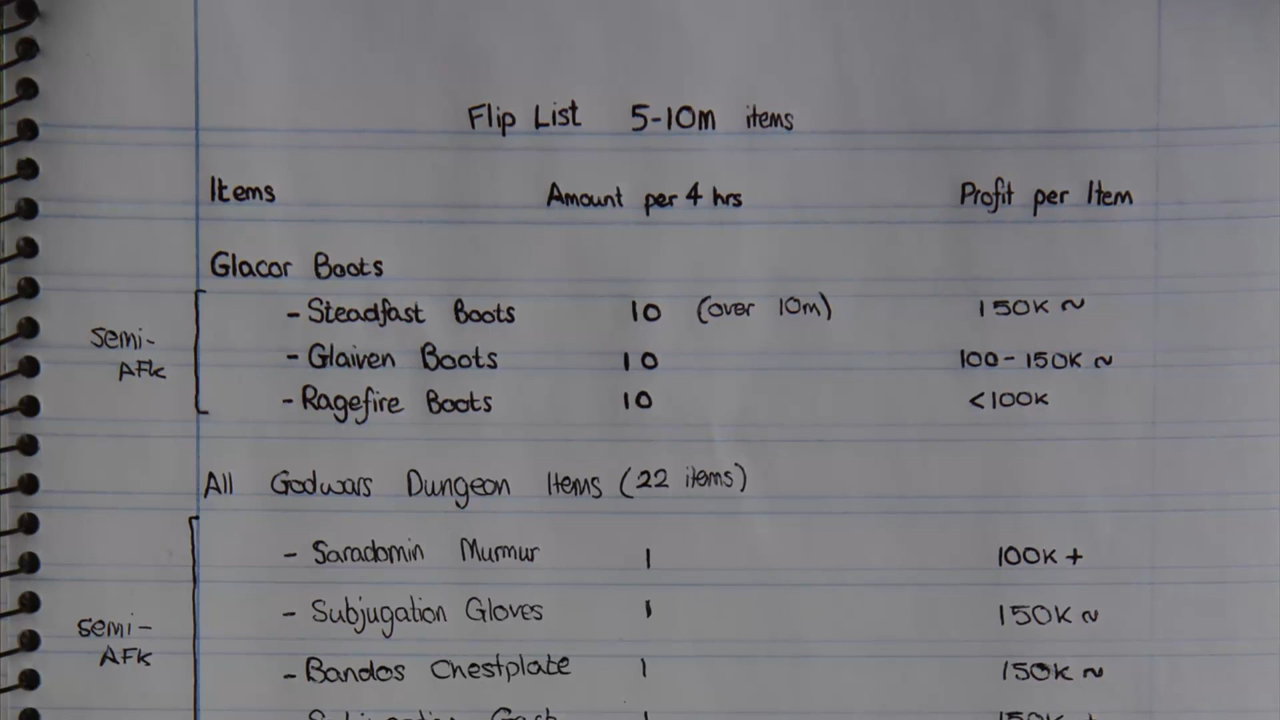 Flip List 5-10m items
Items Amount per 4 hrs Profit per Item
Glacor Boots
- Steadfast Boots 10 (over 10m) 150K ~
semi-
- Glaiven Boots 10 100-150K ~
AFK
- Ragefire Boots 10 <100K
All Godwars Dungeon Items (22 items)
- Saradomin Murmur 1 100K +
- Subjugation Gloves 1 150K ~
semi-
AFK
- Bandos Chestplate 1 150K ~